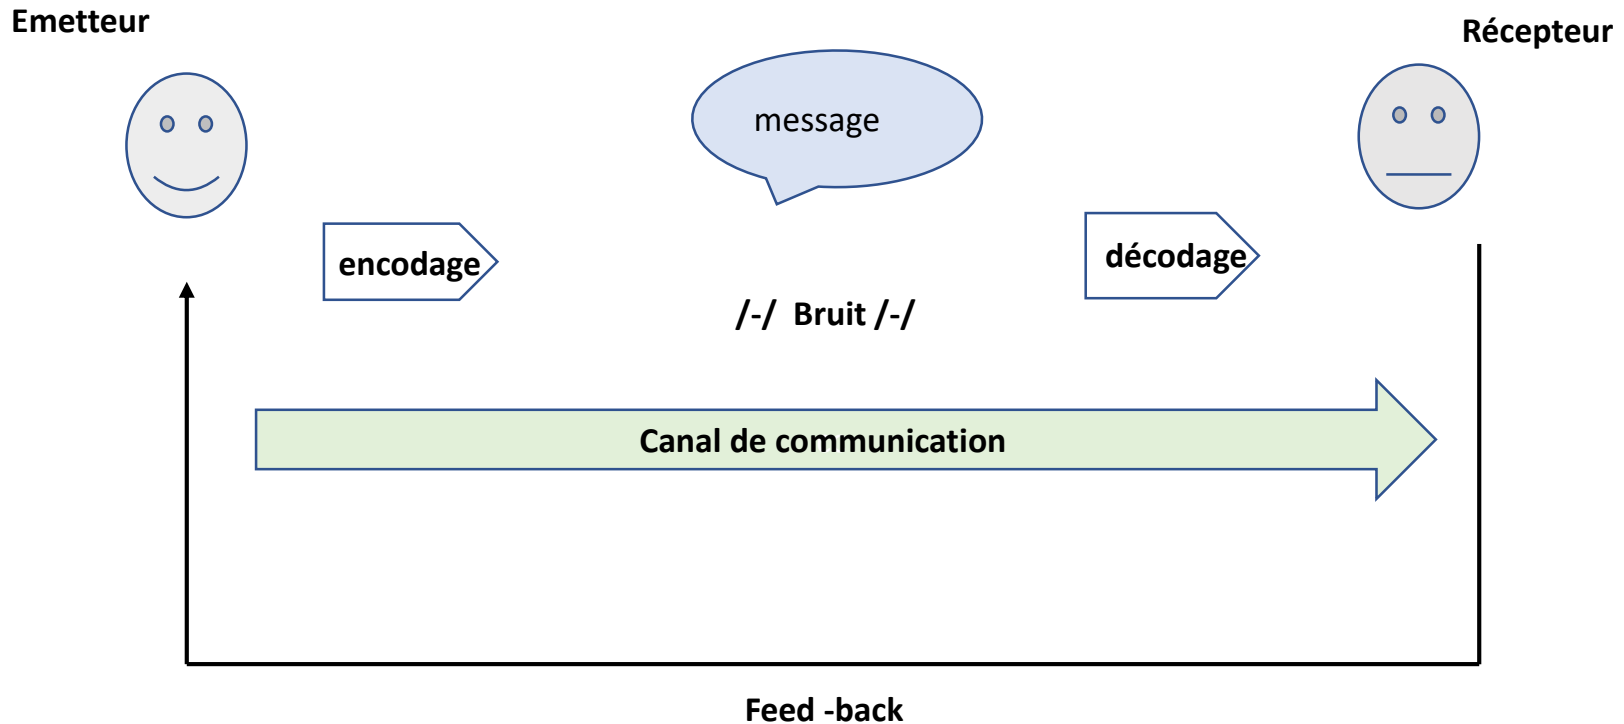 Emetteur
Récepteur
message
encodage
décodage
/-/ Bruit /-/
Canal de communication
Feed -back